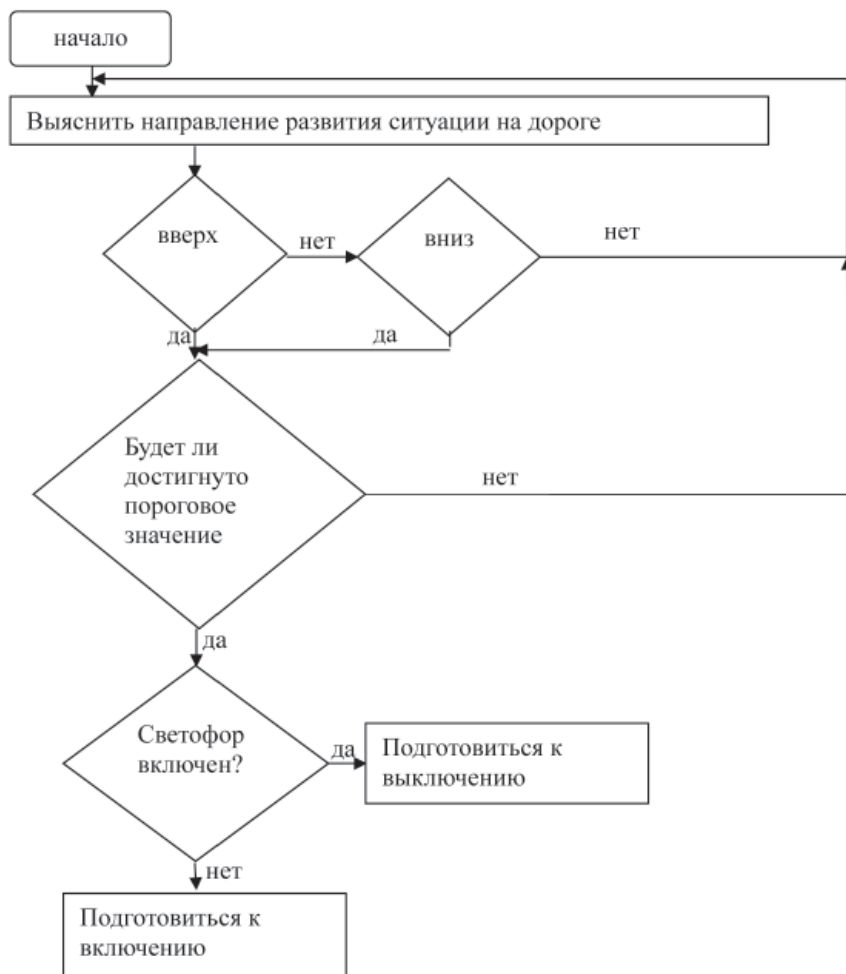 начало
Выяснить направление развития ситуации на дороге
вверх
нет
вниз
нет
да
да
Будет ли
достигнуто
пороговое
значение
нет
да
Светофор
включен?
да
Подготовиться к
выключению
нет
Подготовиться к
включению